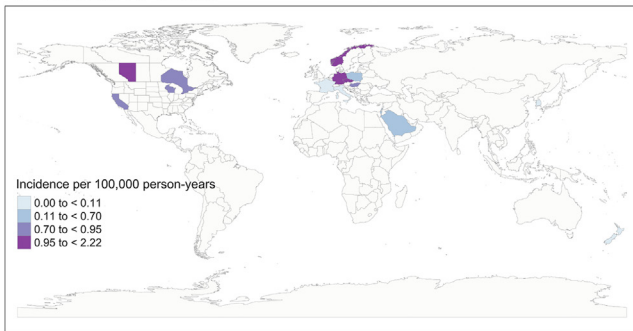 Incidence per 100,000 person-years
0.00 to < 0.11
0.11 to < 0.70
0.70 to < 0.95
0.95 to < 2.22